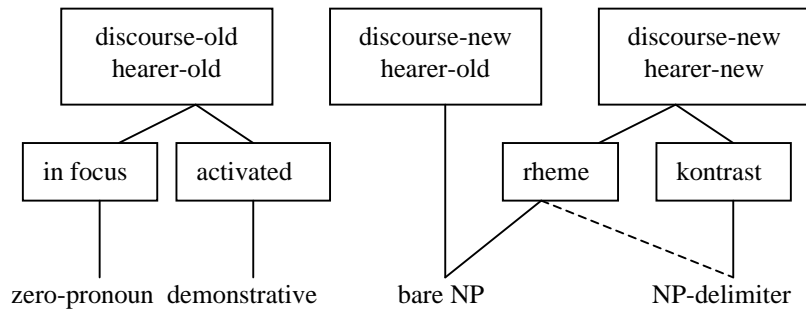 discourse-old
hearer-old
discourse-new
hearer-old
discourse-new
hearer-new
in focus
activated
rheme
kontrast
zero-pronoun
demonstrative
bare NP
NP-delimiter